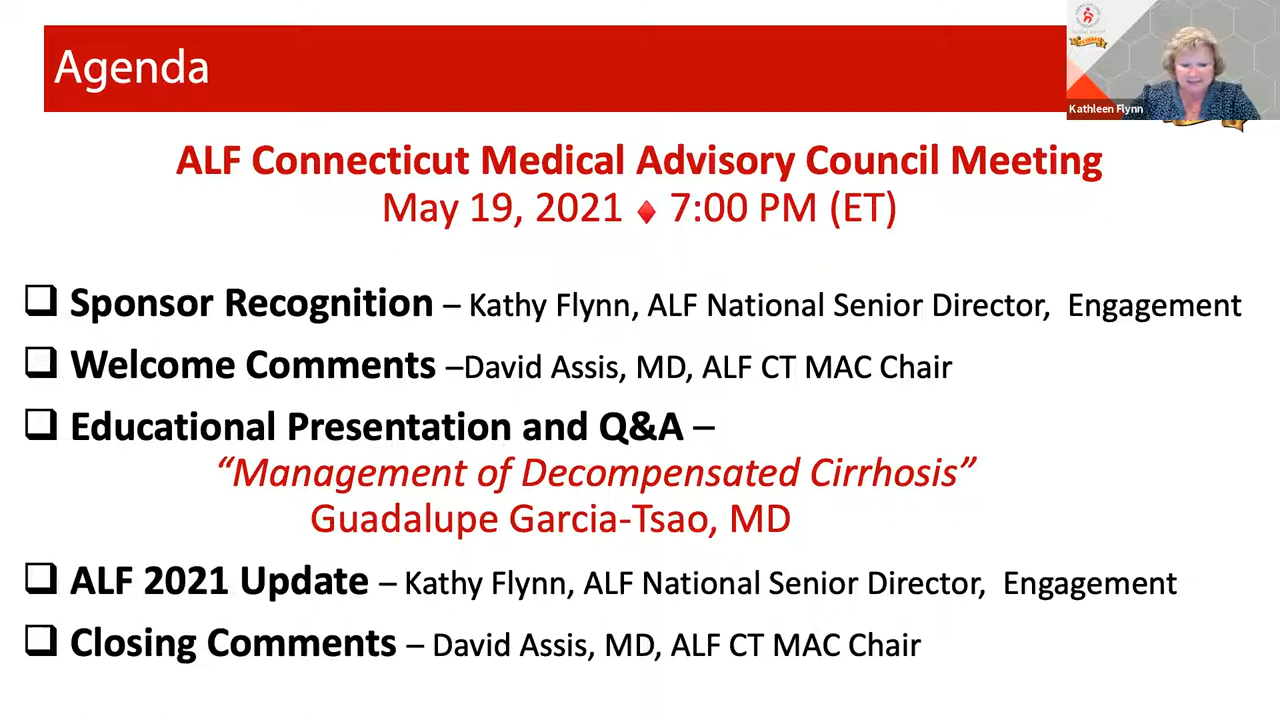 Agenda
Kathleen Flynn
ALF Connecticut Medical Advisory Council Meeting
May 19, 2021 ♦ 7:00 PM (ET)
❑ Sponsor Recognition – Kathy Flynn, ALF National Senior Director, Engagement
❑ Welcome Comments –David Assis, MD, ALF CT MAC Chair
❑ Educational Presentation and Q&A –
“Management of Decompensated Cirrhosis”
Guadalupe Garcia-Tsao, MD
❑ ALF 2021 Update – Kathy Flynn, ALF National Senior Director, Engagement
❑ Closing Comments – David Assis, MD, ALF CT MAC Chair